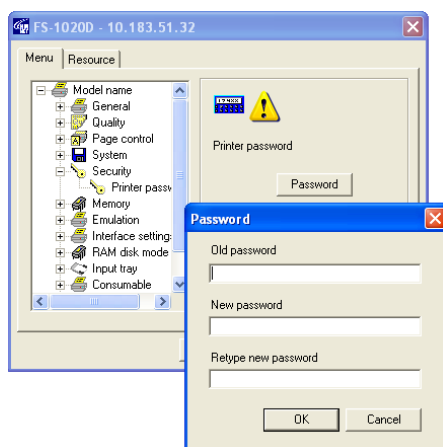 FS-1020D - 10.183.51.32
Menu
Resource
Model name
General
Quality
Page control
System
Security
Printer passw
Memory
Emulation
Interface setting:
RAM disk mode
Input tray
Consumable
Printer password
Password
Password
Old password
New password
Retype new password
OK
Cancel